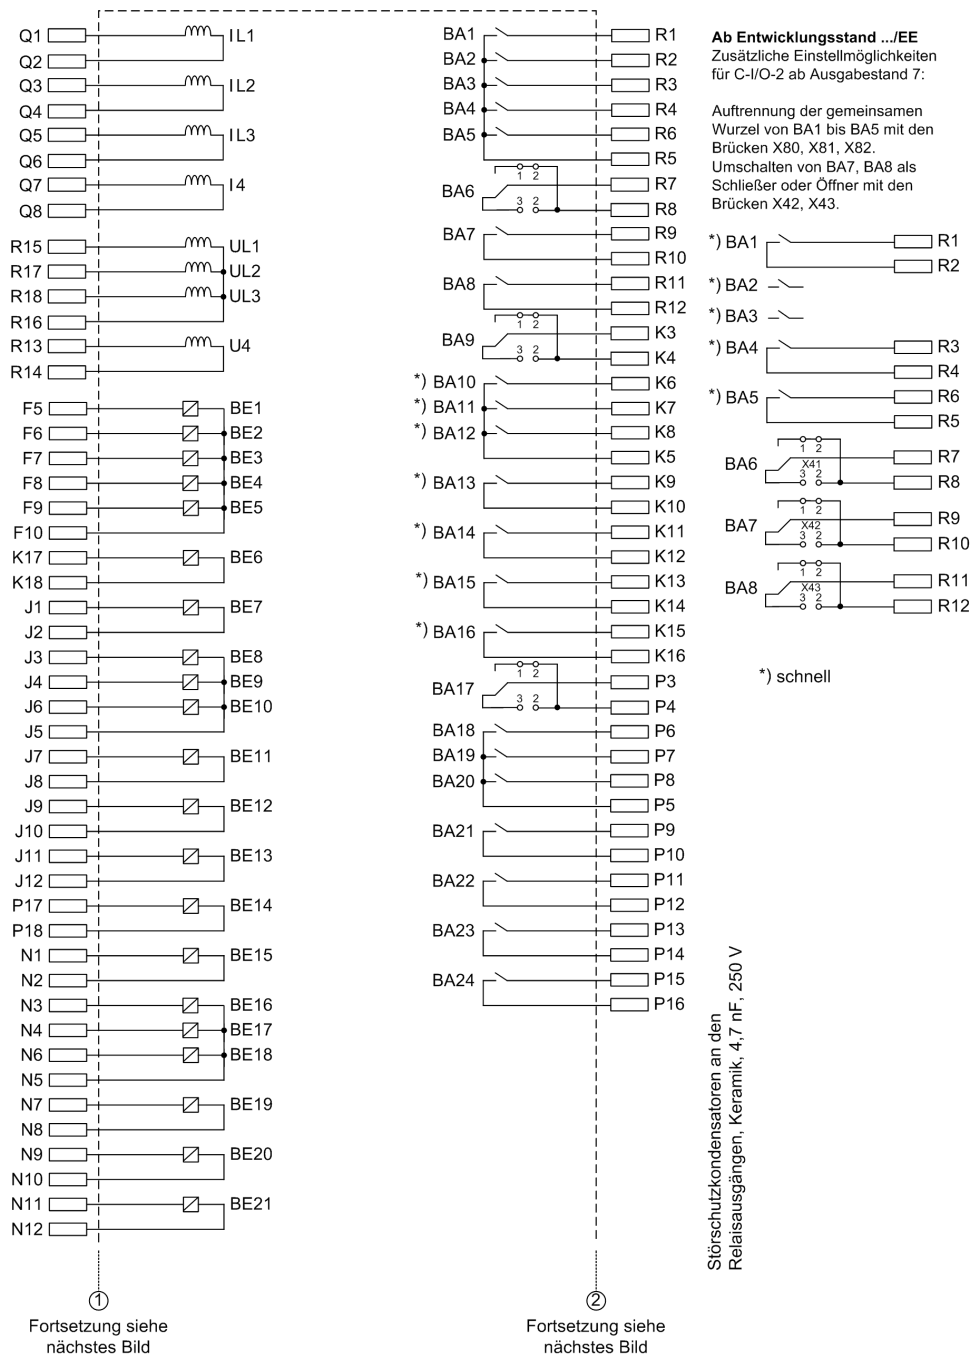 Q1 IL1
Q2
Q3 IL2
Q4
Q5 IL3
Q6
Q7 I4
Q8
R15 UL1
R17 UL2
R18 UL3
R16
R13 U4
R14
F5 BE1
F6 BE2
F7 BE3
F8 BE4
F9 BE5
F10
K17 BE6
K18
J1 BE7
J2
J3 BE8
J4 BE9
J6 BE10
J5
J7 BE11
J8
J9 BE12
J10
J11 BE13
J12
P17 BE14
P18
N1 BE15
N2
N3 BE16
N4 BE17
N6 BE18
N5
N7 BE19
N8
N9 BE20
N10
N11 BE21
N12
1
Fortsetzung siehe
nächstes Bild
BA1 R1
BA2 R2
BA3 R3
BA4 R4
BA5 R6
R5
1 2
BA6 R7
3 2
R8
BA7 R9
R10
BA8 R11
R12
1 2
BA9 K3
3 2
K4
*) BA10 K6
*) BA11 K7
*) BA12 K8
K5
*) BA13 K9
K10
*) BA14 K11
K12
*) BA15 K13
K14
*) BA16 K15
K16
1 2
BA17 P3
3 2
P4
BA18 P6
BA19 P7
BA20 P8
P5
BA21 P9
P10
BA22 P11
P12
BA23 P13
P14
BA24 P15
P16
2
Fortsetzung siehe
nächstes Bild
Ab Entwicklungsstand .../EE
Zusätzliche Einstellmöglichkeiten
für C-I/O-2 ab Ausgabestand 7:
Auftrennung der gemeinsamen
Wurzel von BA1 bis BA5 mit den
Brücken X80, X81, X82.
Umschalten von BA7, BA8 als
Schließer oder Öffner mit den
Brücken X42, X43.
*) BA1 R1
R2
*) BA2
*) BA3
*) BA4 R3
R4
*) BA5 R6
R5
1 2
BA6 X41 R7
3 2
R8
1 2
BA7 X42 R9
3 2
R10
1 2
BA8 X43 R11
3 2
R12
*) schnell
Störschutzkondensatoren an den
Relaisausgängen, Keramik, 4,7 nF, 250 V